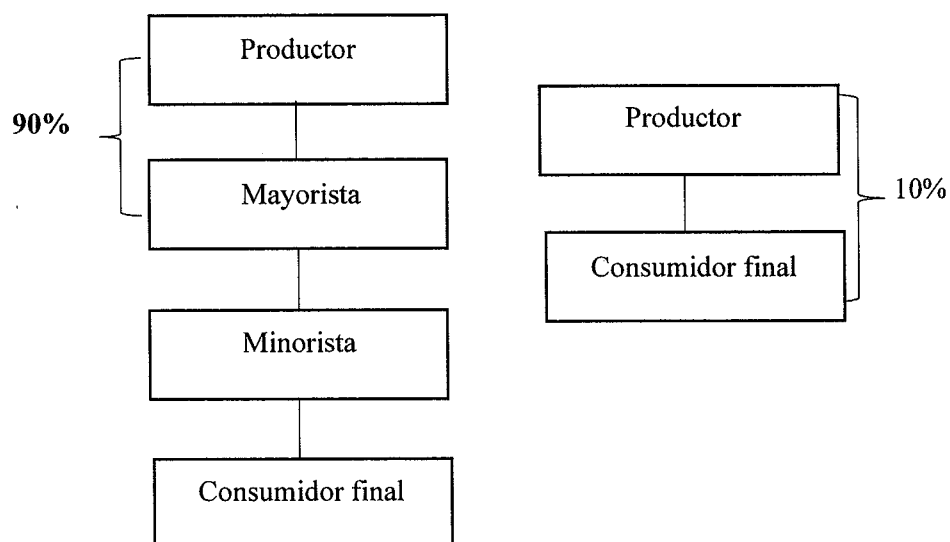 Productor
90%
Mayorista
Minorista
Consumidor final
Productor
10%
Consumidor final